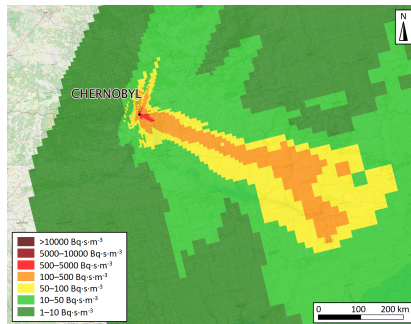 N
CHERNOBYL
>10000 Bq·s·m⁻³
5000–10000 Bq·s·m⁻³
500–5000 Bq·s·m⁻³
100–500 Bq·s·m⁻³
50–100 Bq·s·m⁻³
10–50 Bq·s·m⁻³
1–10 Bq·s·m⁻³
0 100 200 km